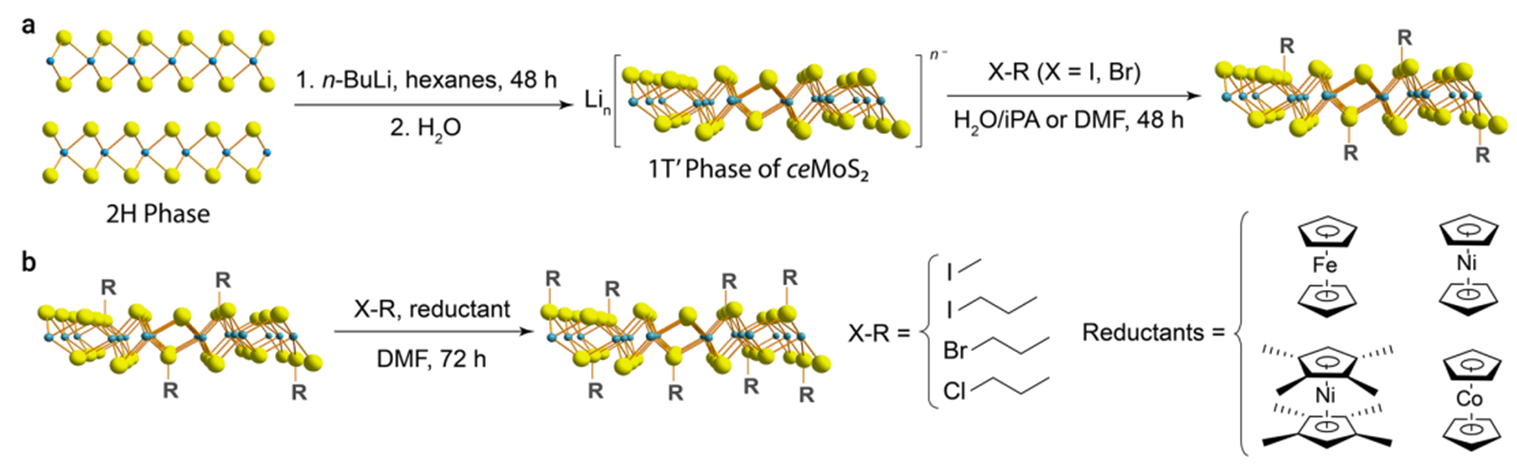 a
1. n-BuLi, hexanes, 48 h
2. H₂O
2H Phase
Liₙ
n⁻
1T′ Phase of ceMoS₂
X-R (X = I, Br)
H₂O/iPA or DMF, 48 h
R
R
R
R
b
R
R
R
R
X-R, reductant
DMF, 72 h
R
R
R
R
R
R
R
R
X-R =
I
I
Br
Cl
Reductants =
Fe
Ni
Ni
Co